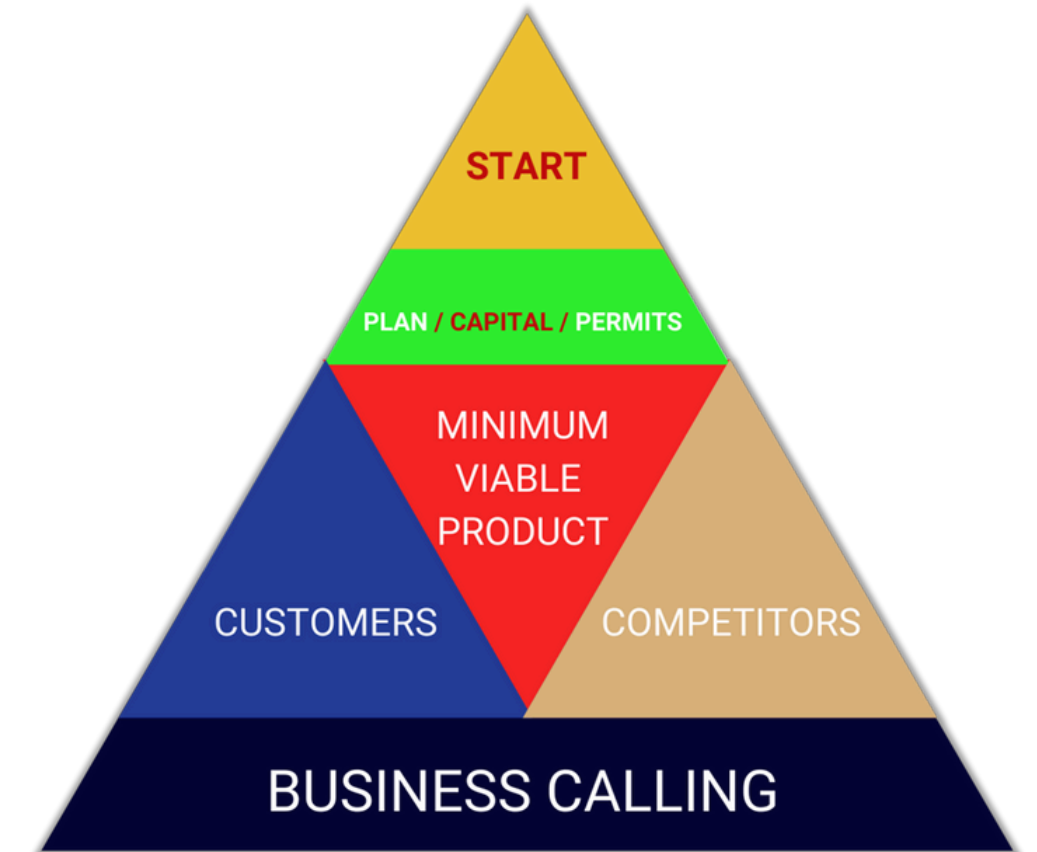 START
PLAN / CAPITAL / PERMITS
MINIMUM
VIABLE
PRODUCT
CUSTOMERS
COMPETITORS
BUSINESS CALLING